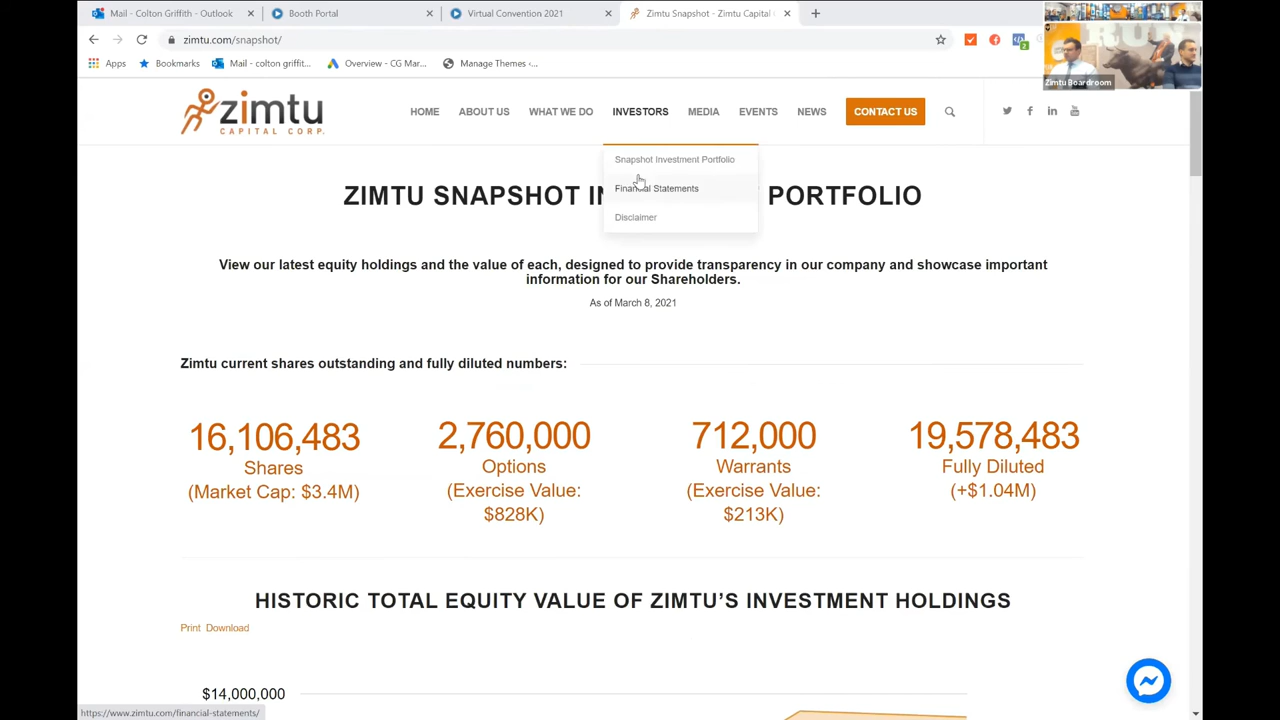 Mail - Colton Griffith - Outlook
Booth Portal
Virtual Convention 2021
Zimtu Snapshot - Zimtu Capital
zimtu.com/snapshot/
Apps
Bookmarks
Mail - colton griffit...
Overview - CG Mar...
Manage Themes ‹...
2
RUN
Zimtu Boardroom
zimtu
CAPITAL CORP.
HOME
ABOUT US
WHAT WE DO
INVESTORS
MEDIA
EVENTS
NEWS
CONTACT US
Snapshot Investment Portfolio
Financial Statements
Disclaimer
ZIMTU SNAPSHOT IN PORTFOLIO
View our latest equity holdings and the value of each, designed to provide transparency in our company and showcase important
information for our Shareholders.
As of March 8, 2021
Zimtu current shares outstanding and fully diluted numbers:
16,106,483
Shares
(Market Cap: $3.4M)
2,760,000
Options
(Exercise Value:
$828K)
712,000
Warrants
(Exercise Value:
$213K)
19,578,483
Fully Diluted
(+$1.04M)
HISTORIC TOTAL EQUITY VALUE OF ZIMTU'S INVESTMENT HOLDINGS
Print Download
$14,000,000
https://www.zimtu.com/financial-statements/